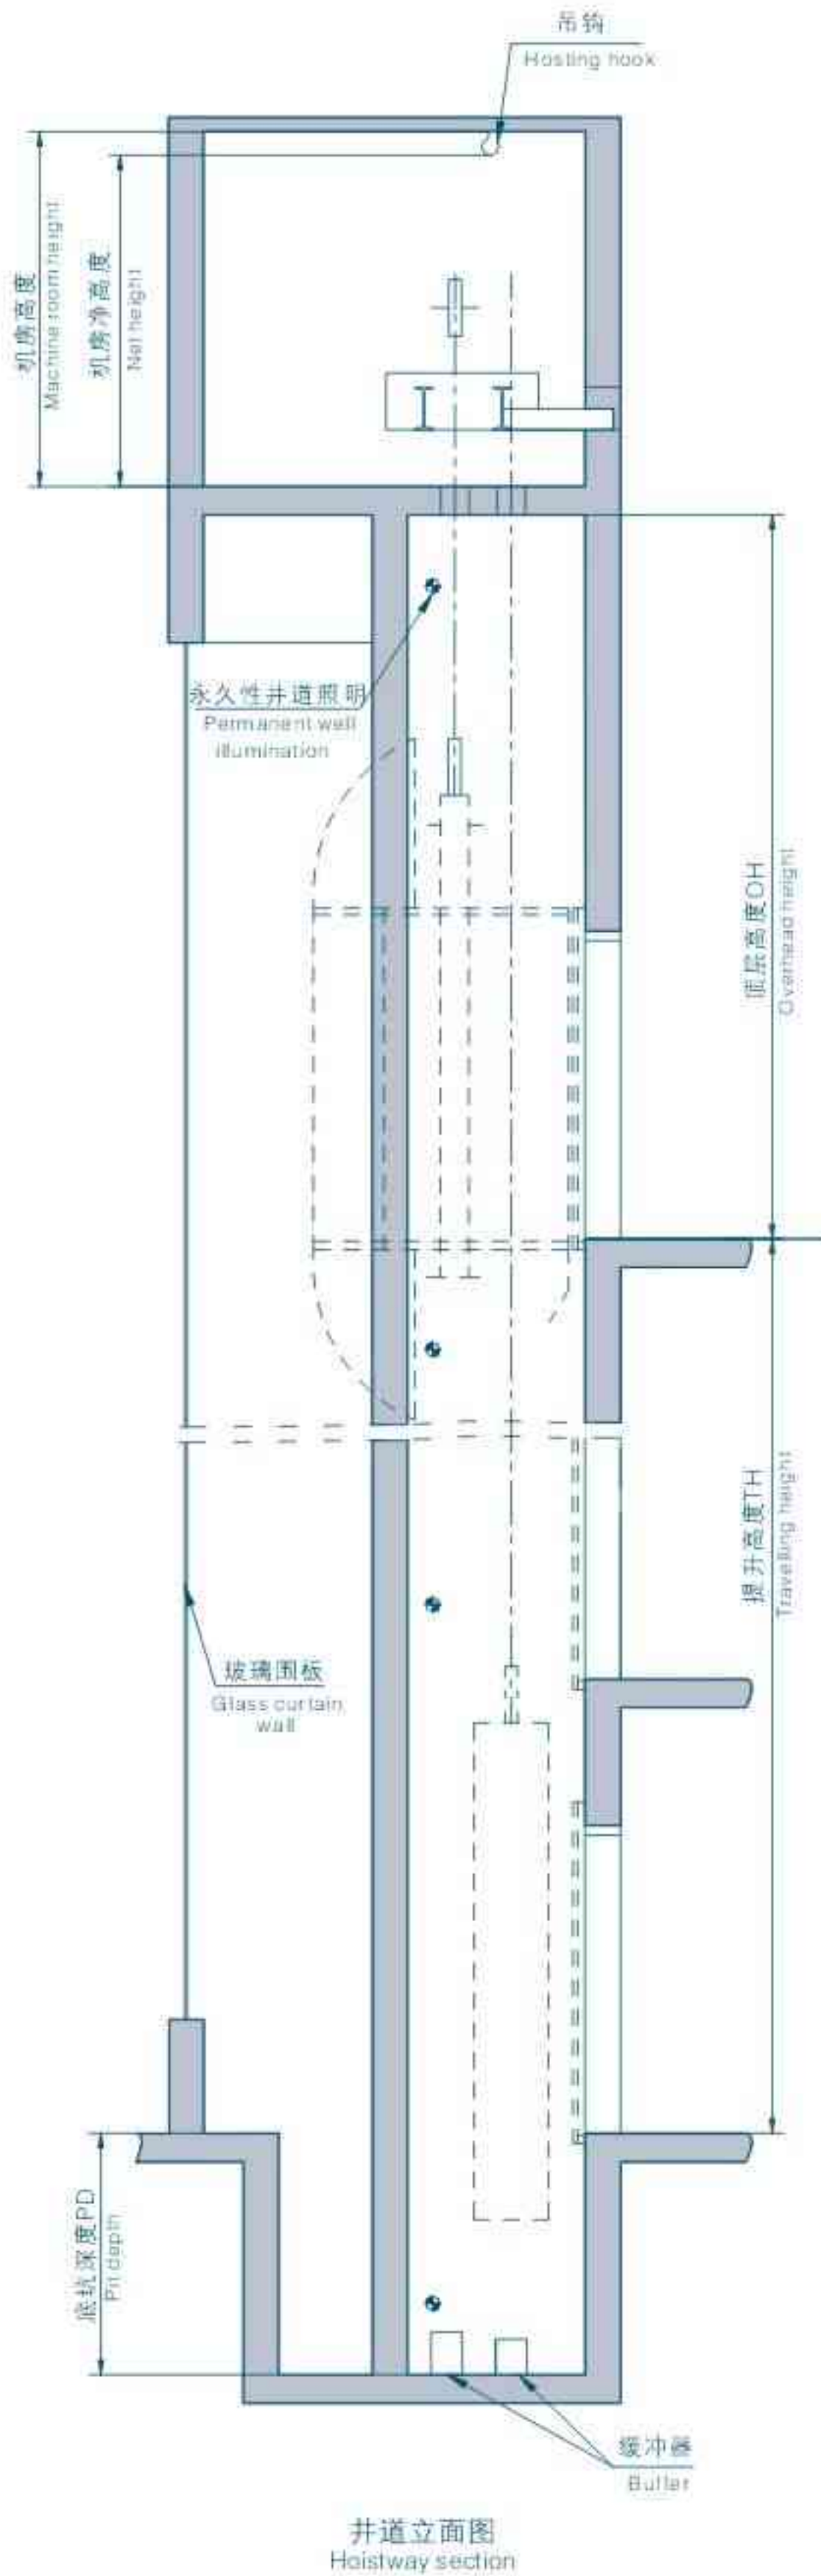 吊钩
Hosting hook
机房高度
Machine room height
机房净高度
Net height
永久性井道照明
Permanent wall
illumination
顶层高度OH
Overhead height
提升高度TH
Travelling height
玻璃围板
Glass curtain
wall
底坑深度PD
Pit depth
缓冲器
Buffer
井道立面图
Hoistway section